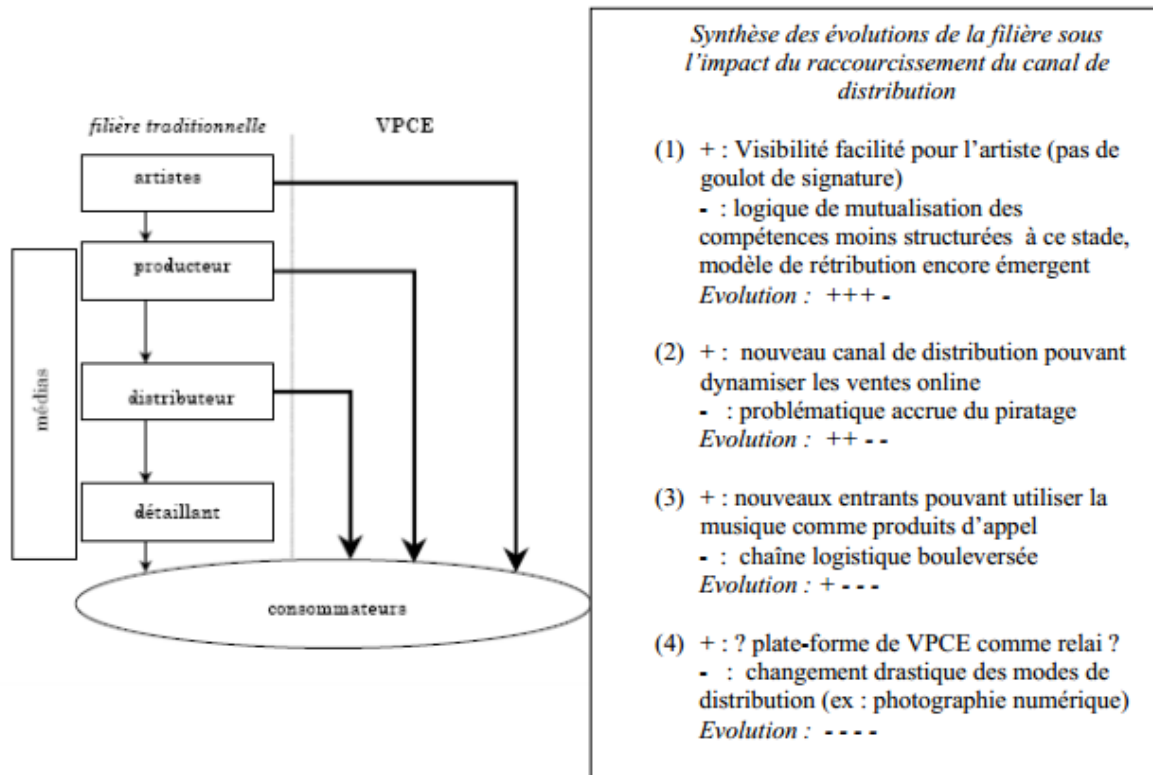 filière traditionnelle
VPCE
artistes
producteur
distributeur
détaillant
médias
consommateurs
Synthèse des évolutions de la filière sous
l'impact du raccourcissement du canal de
distribution
(1) + : Visibilité facilité pour l'artiste (pas de
goulot de signature)
- : logique de mutualisation des
compétences moins structurées à ce stade,
modèle de rétribution encore émergent
Evolution : +++ -
(2) + : nouveau canal de distribution pouvant
dynamiser les ventes online
- : problématique accrue du piratage
Evolution : ++ - -
(3) + : nouveaux entrants pouvant utiliser la
musique comme produits d'appel
- : chaîne logistique bouleversée
Evolution : + - - -
(4) + : ? plate-forme de VPCE comme relai ?
- : changement drastique des modes de
distribution (ex : photographie numérique)
Evolution : - - - -